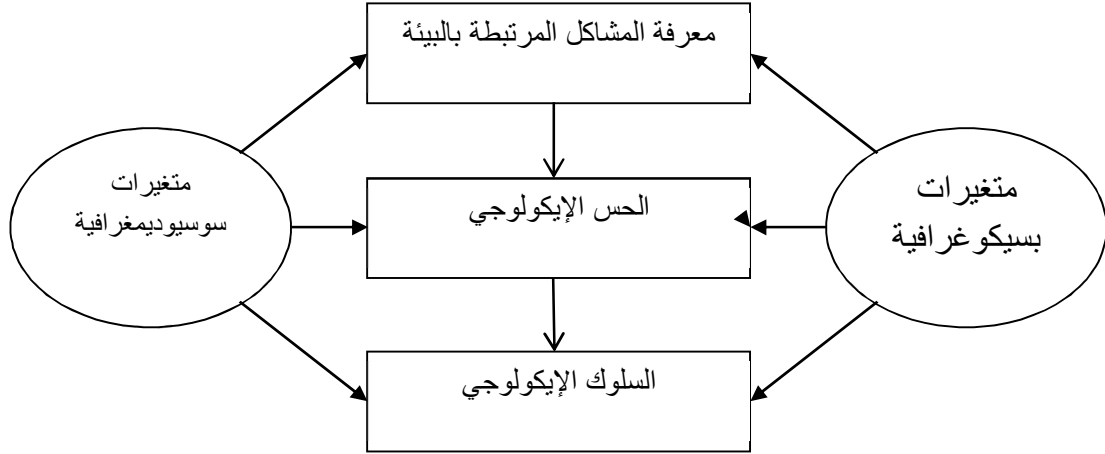 معرفة المشاكل المرتبطة بالبيئة
متغيرات
بسيكوغرافية
الحس الإيكولوجي
متغيرات
سوسيوديمغرافية
السلوك الإيكولوجي